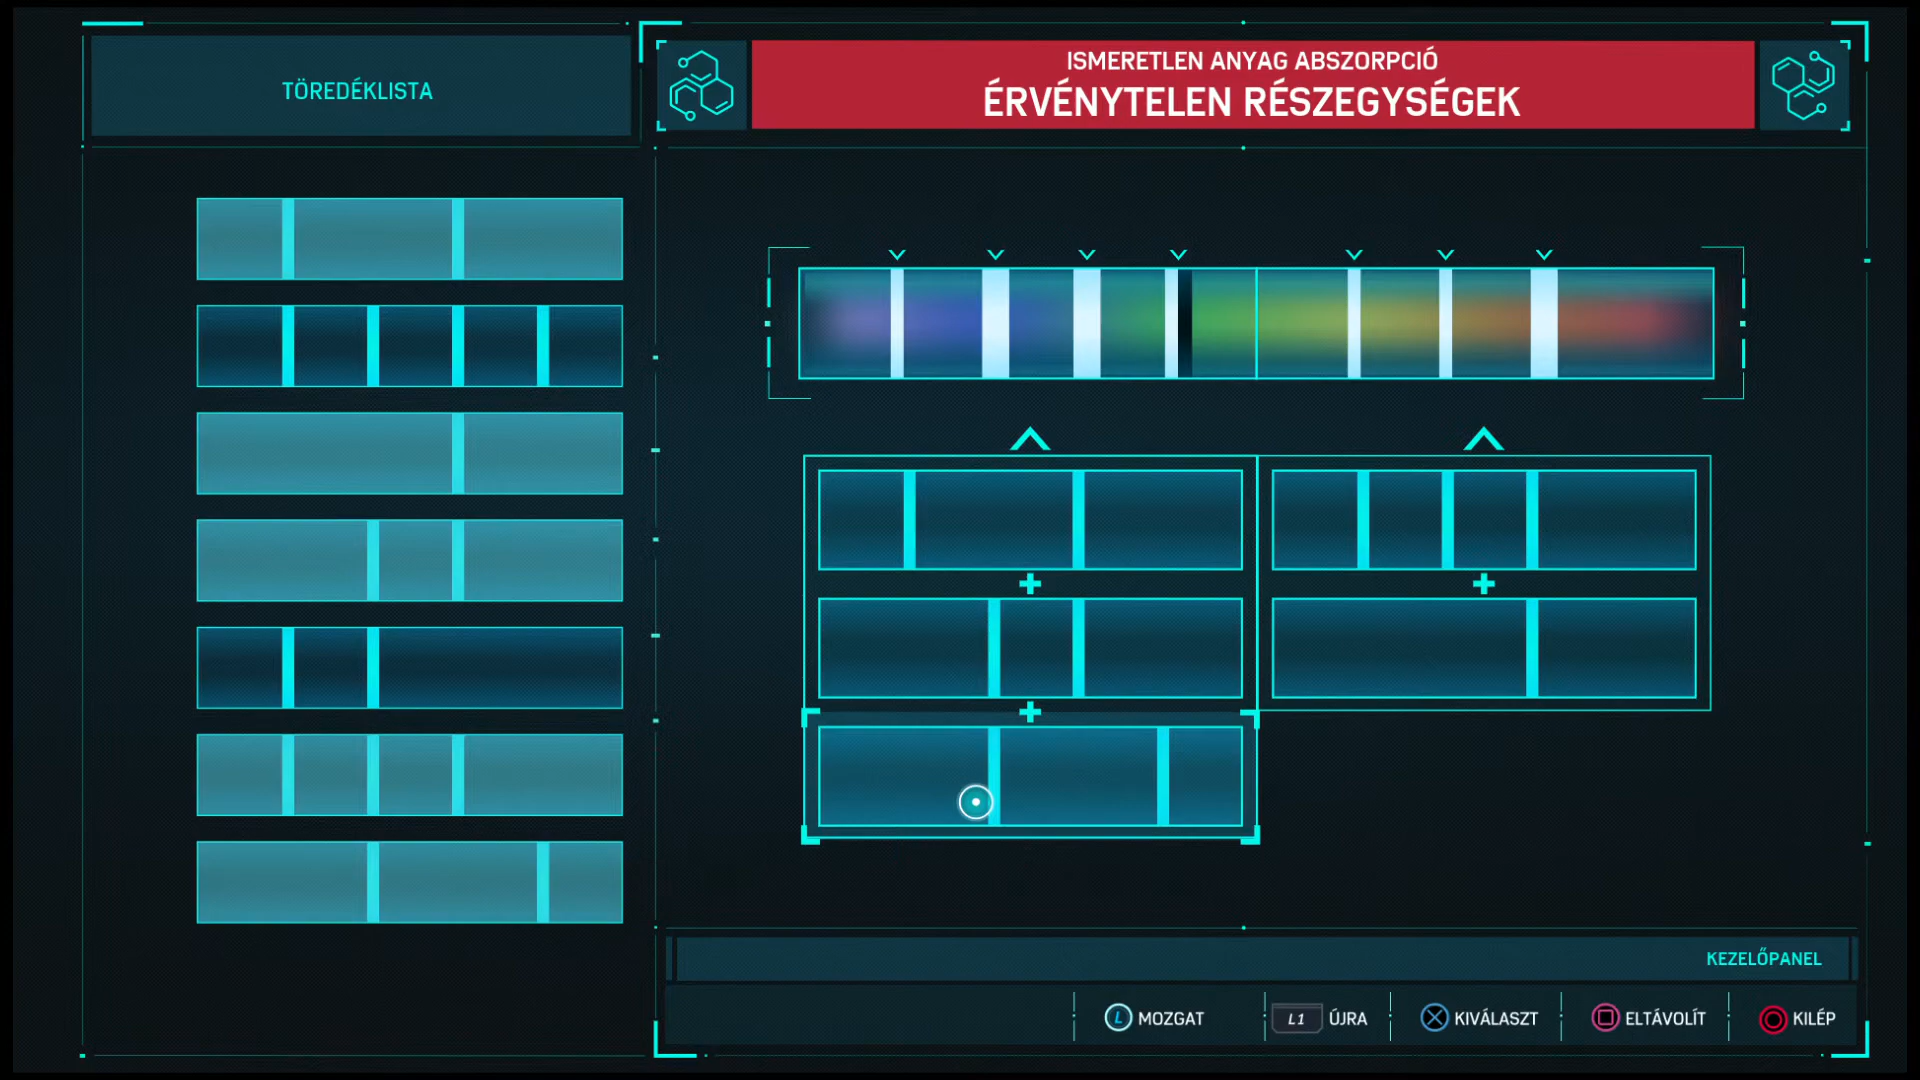 TÖREDÉKLISTA
ISMERETLEN ANYAG ABSZORPCIÓ
ÉRVÉNYTELEN RÉSZEGYSÉGEK
KEZELŐPANEL
L MOZGAT L1 ÚJRA KIVÁLASZT ELTÁVOLÍT KILÉP